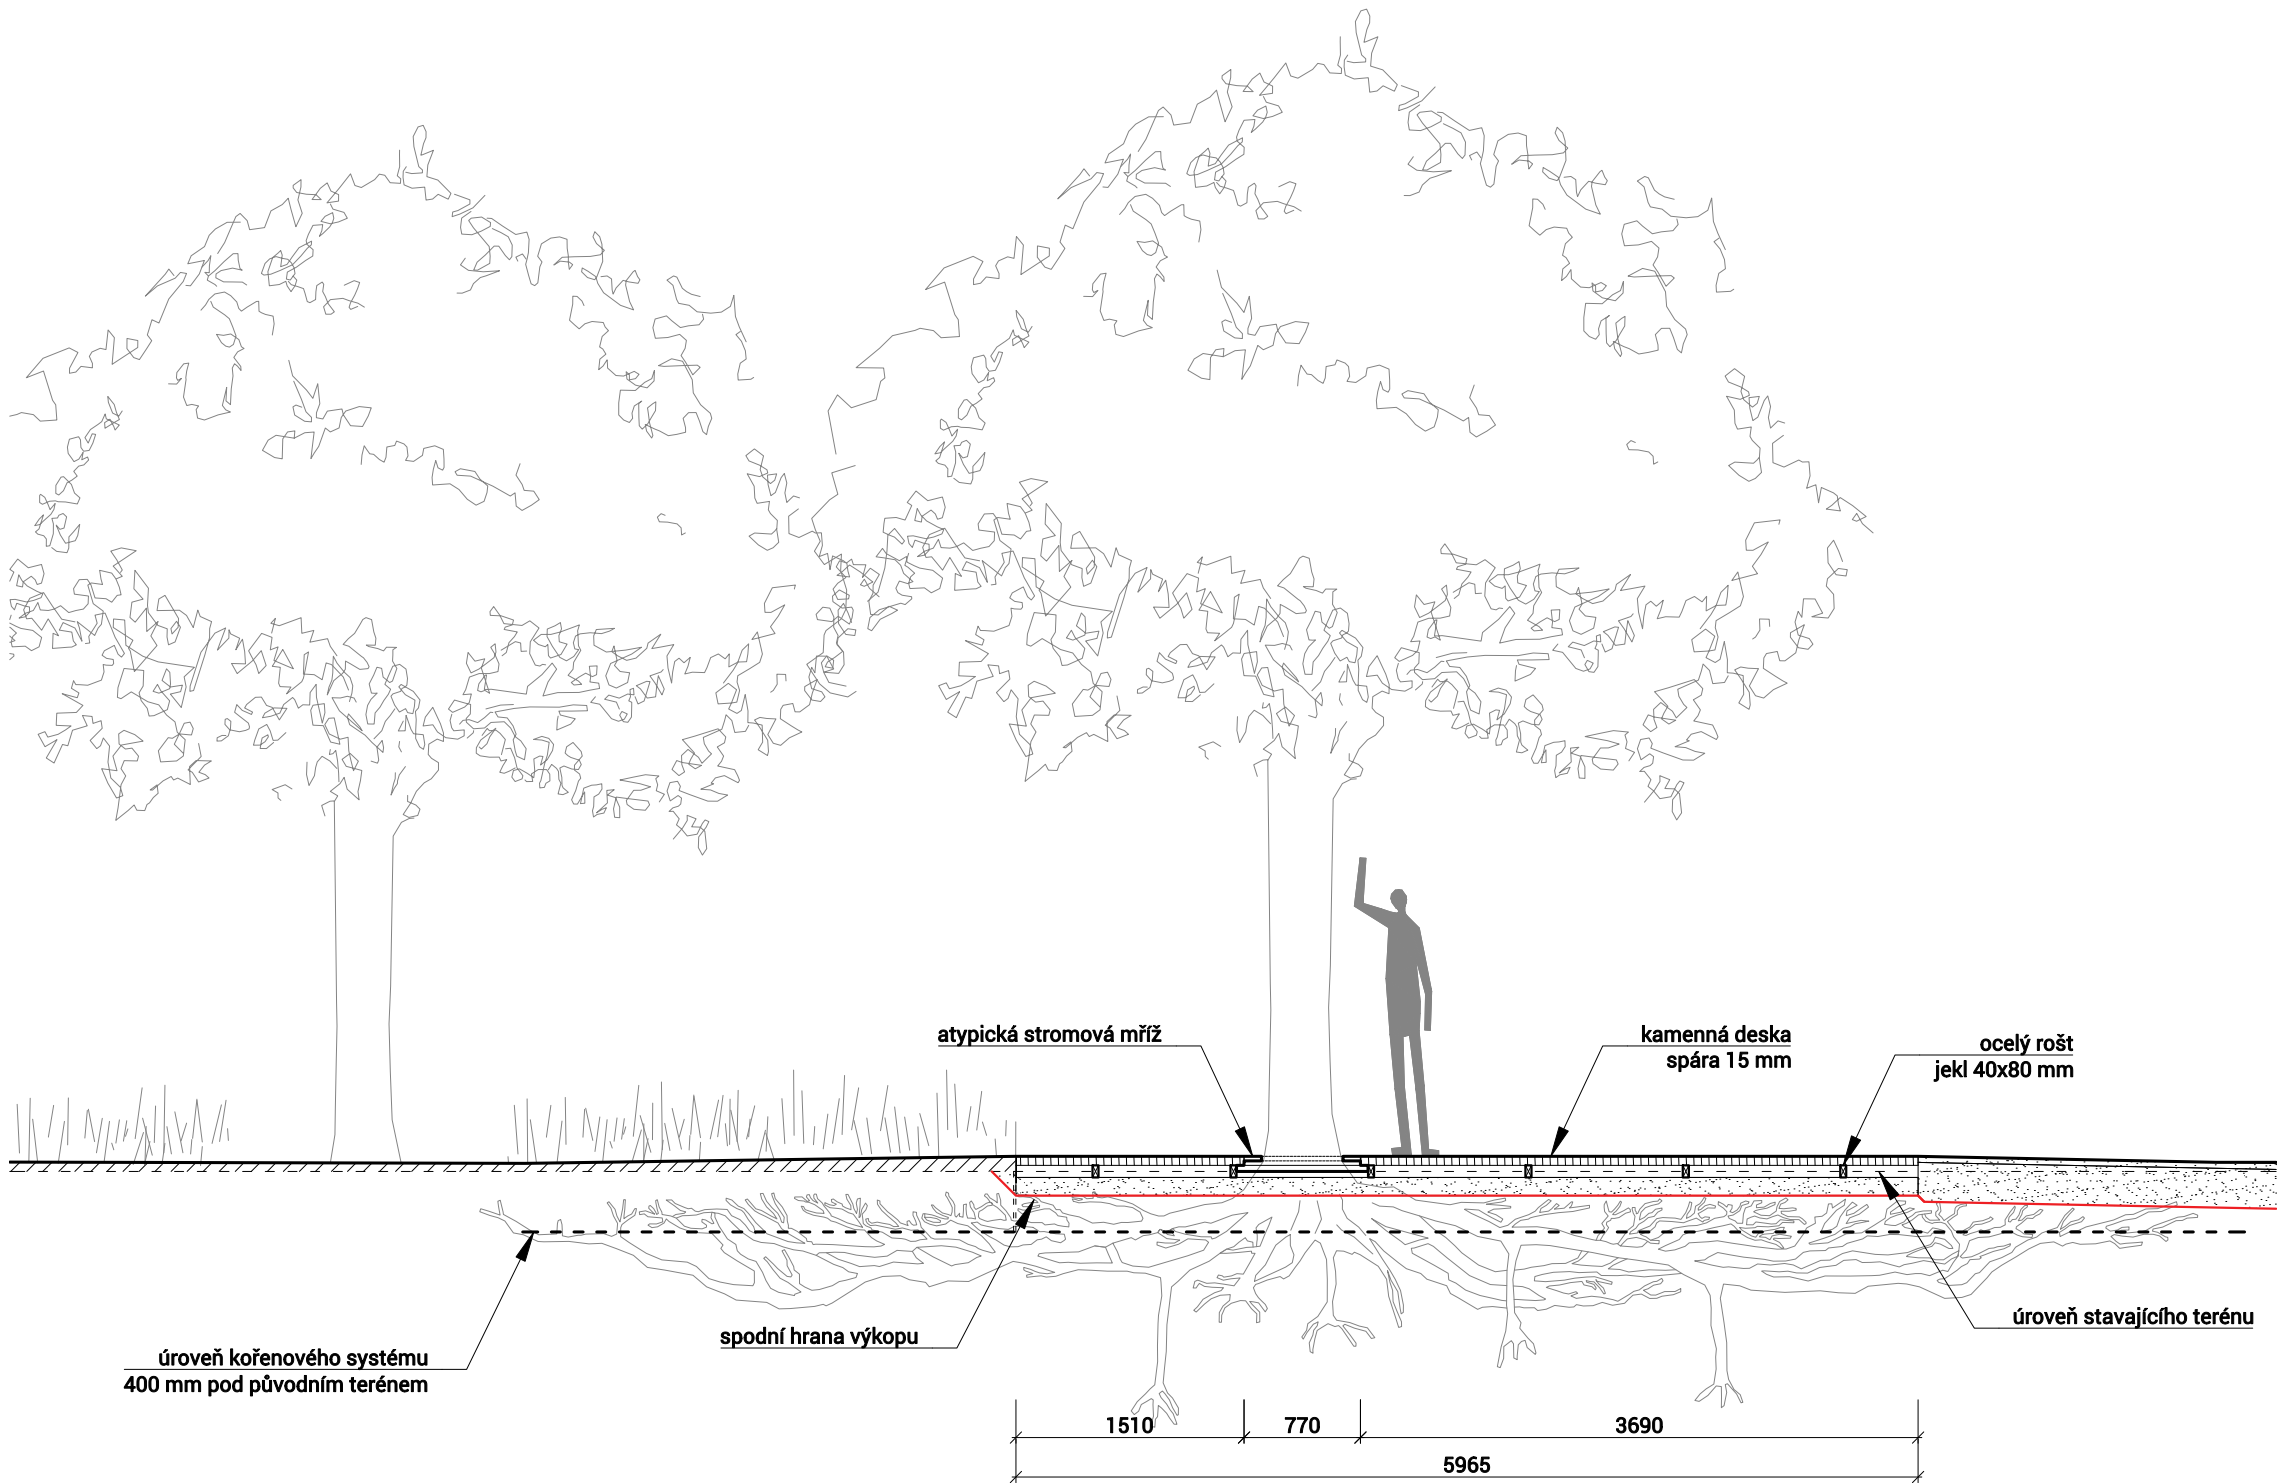 atypická stromová mříž
kamenná deska
spára 15 mm
ocelý rošt
jekl 40x80 mm
úroveň stavajícího terénu
spodní hrana výkopu
úroveň kořenového systému
400 mm pod původním terénem
1510
770
3690
5965